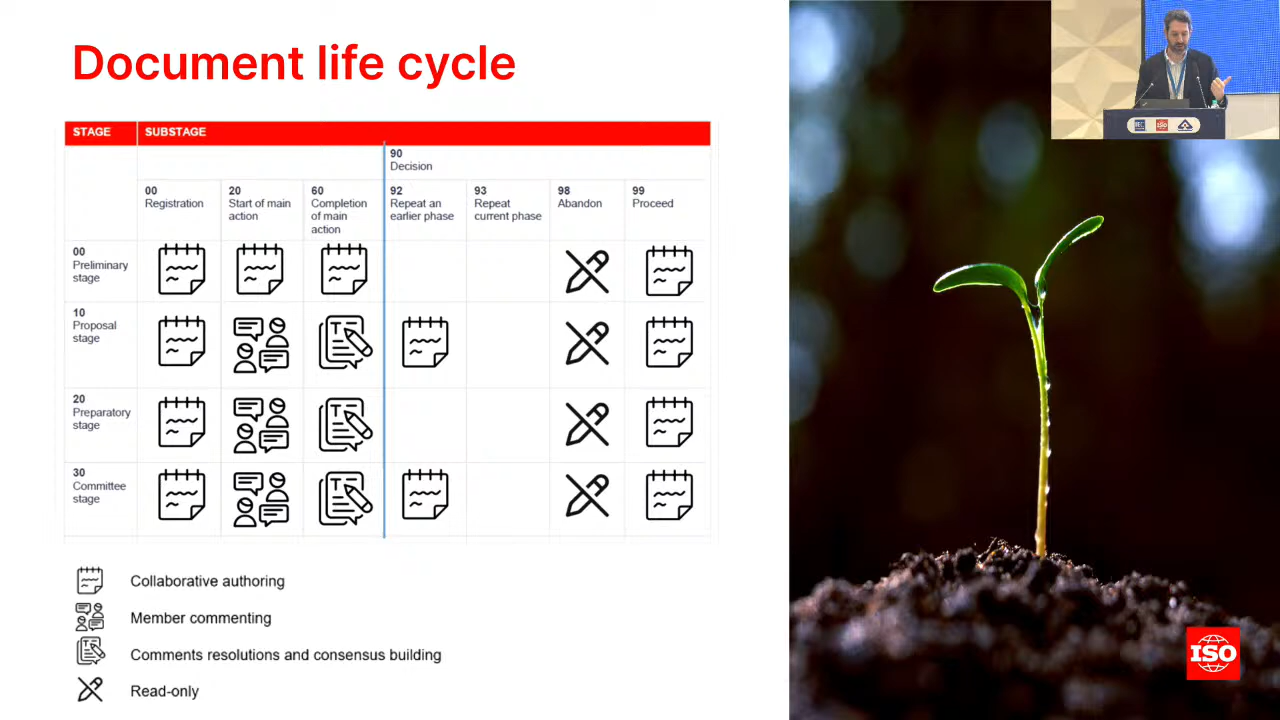 Document life cycle
STAGE SUBSTAGE
90
Decision
00 20 60 92 93 98 99
Registration Start of main Completion Repeat an Repeat Abandon Proceed
action of main earlier phase current phase
action
00
Preliminary
stage
10
Proposal
stage
20
Preparatory
stage
30
Committee
stage
Collaborative authoring
Member commenting
Comments resolutions and consensus building
Read-only
ISO
IEC ISO